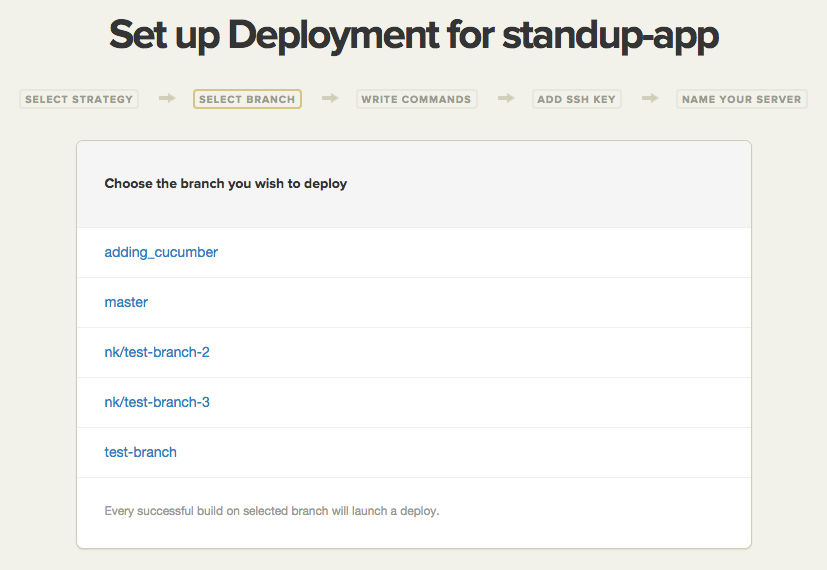 Set up Deployment for standup-app
SELECT STRATEGY
SELECT BRANCH
WRITE COMMANDS
ADD SSH KEY
NAME YOUR SERVER
Choose the branch you wish to deploy
adding_cucumber
master
nk/test-branch-2
nk/test-branch-3
test-branch
Every successful build on selected branch will launch a deploy.